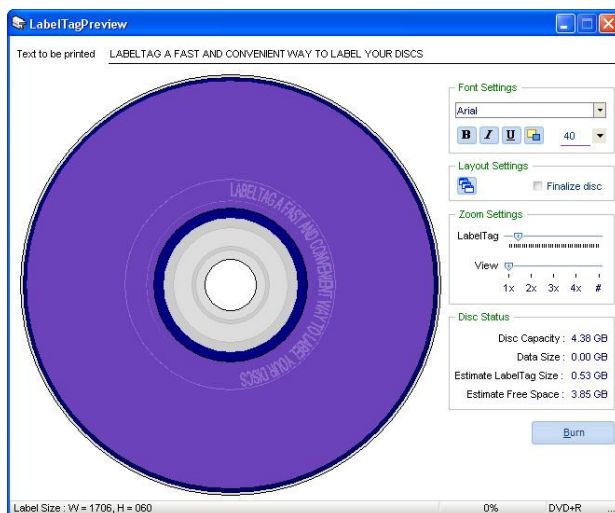 LabelTagPreview
Text to be printed LABELTAG A FAST AND CONVENIENT WAY TO LABEL YOUR DISCS
LABELTAG A FAST AND CONVENIENT WAY TO LABEL YOUR DISCS
Font Settings
Arial
B I U 40
Layout Settings
Finalize disc
Zoom Settings
LabelTag
View
1x 2x 3x 4x #
Disc Status
Disc Capacity : 4.38 GB
Data Size : 0.00 GB
Estimate LabelTag Size : 0.53 GB
Estimate Free Space : 3.85 GB
Burn
Label Size : W = 1706, H = 060 0% DVD+R